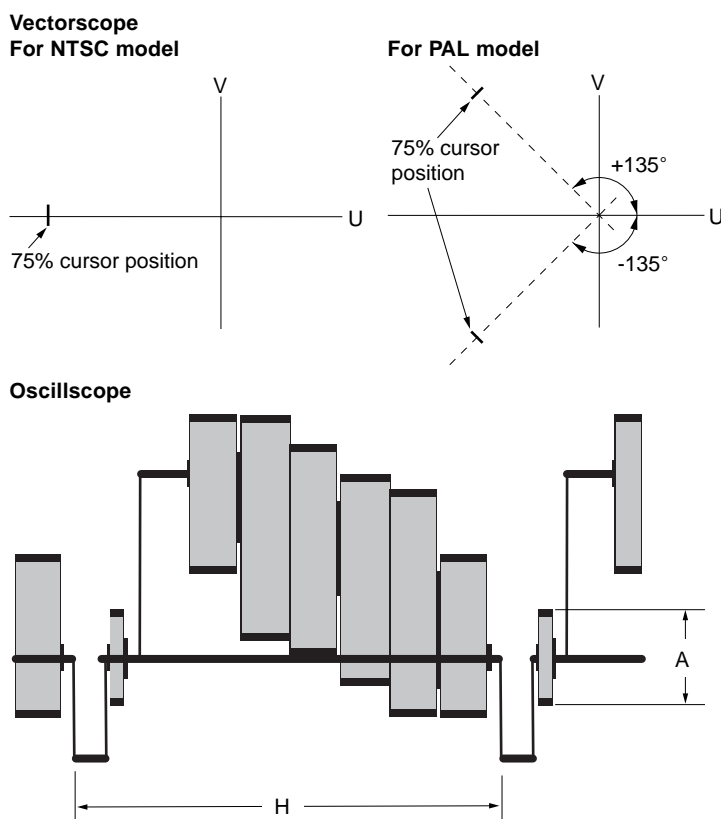 Vectorscope
For NTSC model
For PAL model
V
U
75% cursor position
V
75% cursor
position
+135°
U
-135°
Oscillscope
A
H